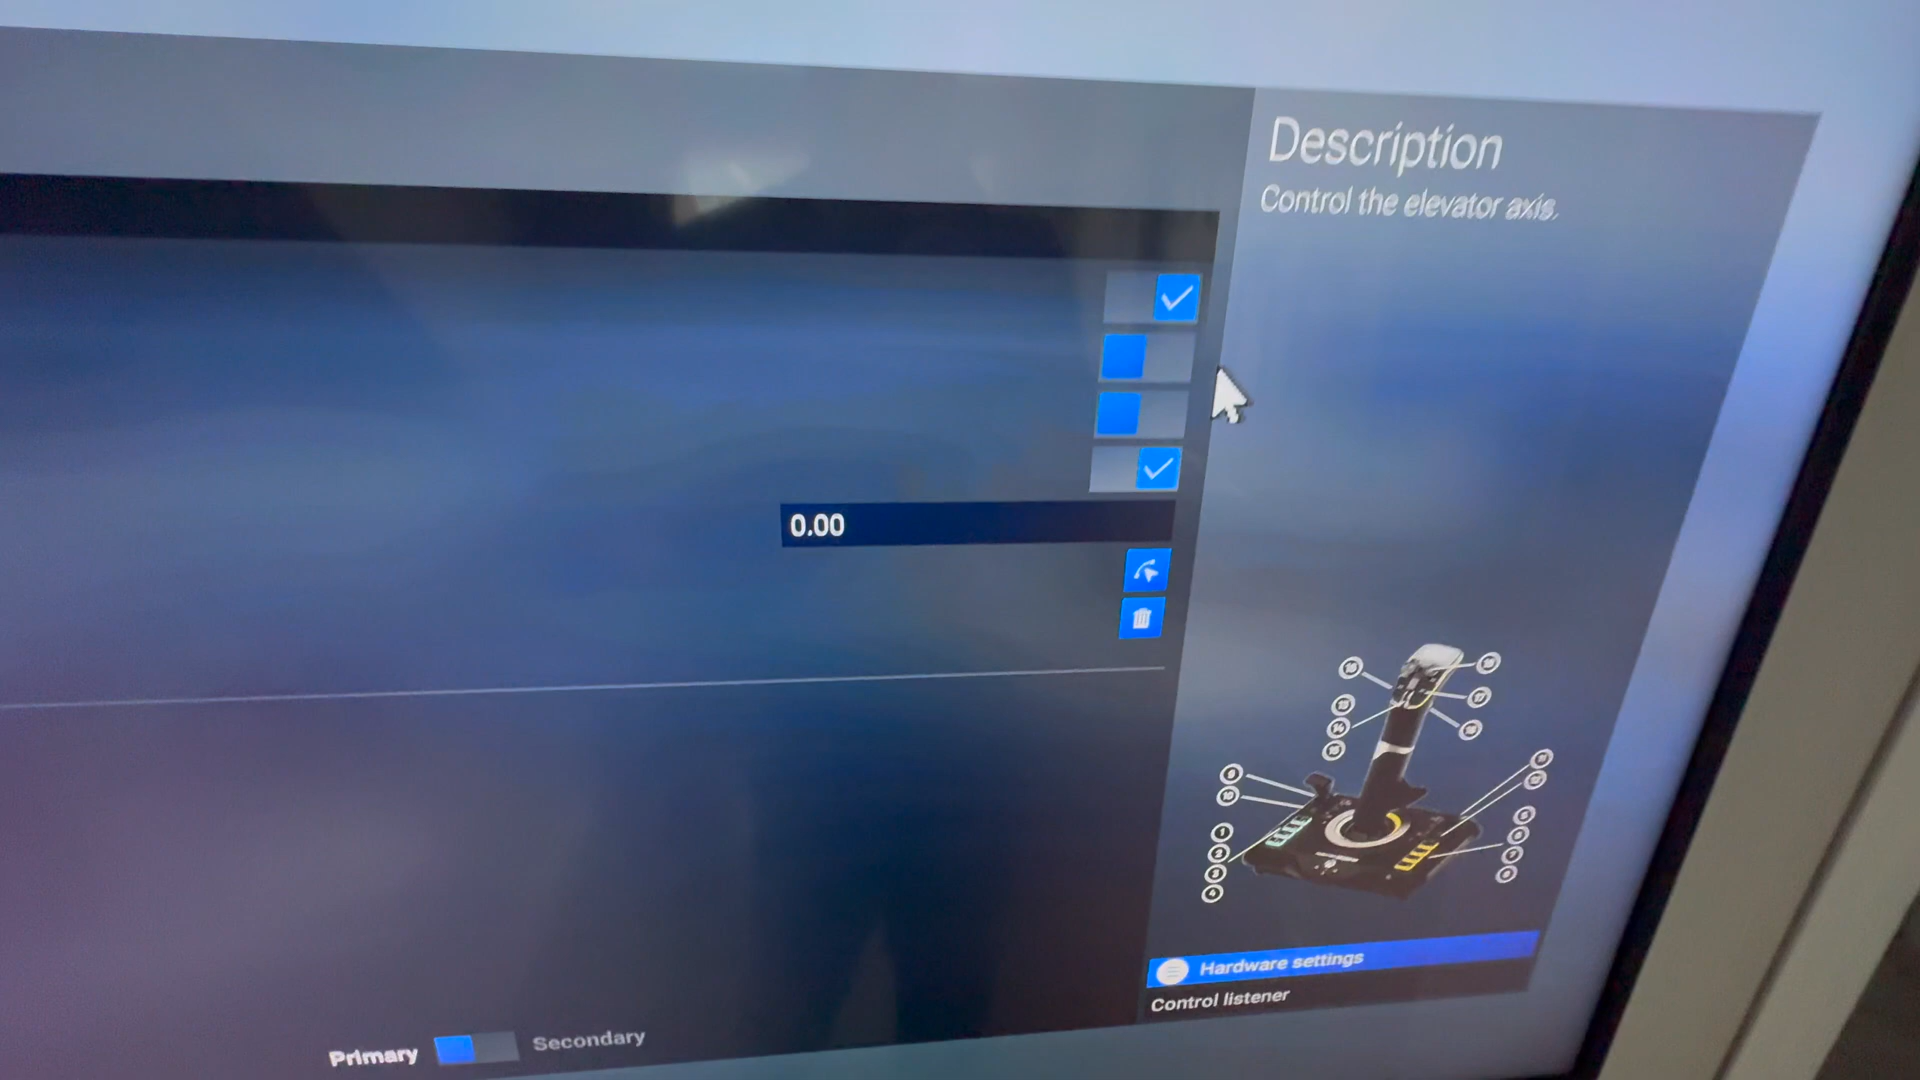 Description
Control the elevator axis.
0.00
Hardware settings
Control listener
Primary
Secondary